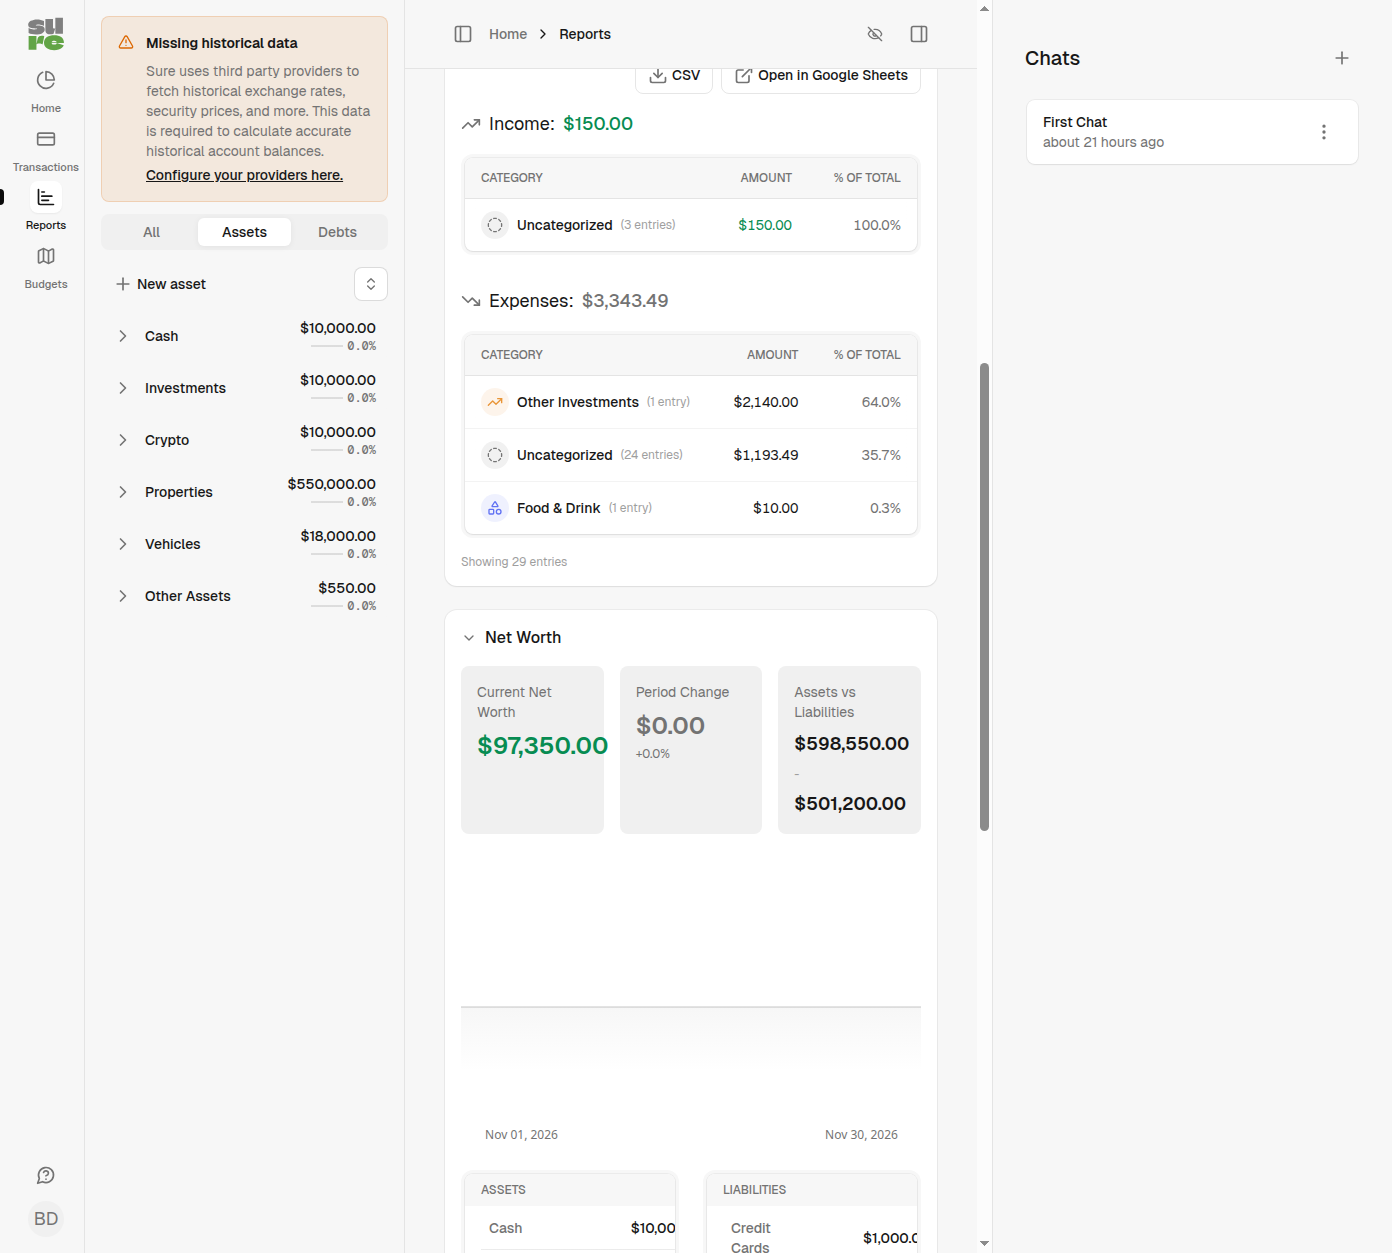 sure
Home
Transactions
Reports
Budgets
BD
Missing historical data
Sure uses third party providers to
fetch historical exchange rates,
security prices, and more. This data
is required to calculate accurate
historical account balances.
Configure your providers here.
All Assets Debts
New asset
Cash $10,000.00
0.0%
Investments $10,000.00
0.0%
Crypto $10,000.00
0.0%
Properties $550,000.00
0.0%
Vehicles $18,000.00
0.0%
Other Assets $550.00
0.0%
Home > Reports
CSV Open in Google Sheets
Income: $150.00
CATEGORY AMOUNT % OF TOTAL
Uncategorized (3 entries) $150.00 100.0%
Expenses: $3,343.49
CATEGORY AMOUNT % OF TOTAL
Other Investments (1 entry) $2,140.00 64.0%
Uncategorized (24 entries) $1,193.49 35.7%
Food & Drink (1 entry) $10.00 0.3%
Showing 29 entries
Net Worth
Current Net
Worth
$97,350.00
Period Change
$0.00
+0.0%
Assets vs
Liabilities
$598,550.00
-
$501,200.00
Nov 01, 2026 Nov 30, 2026
ASSETS
Cash $10,00
LIABILITIES
Credit
Cards $1,000.0
Chats
First Chat
about 21 hours ago